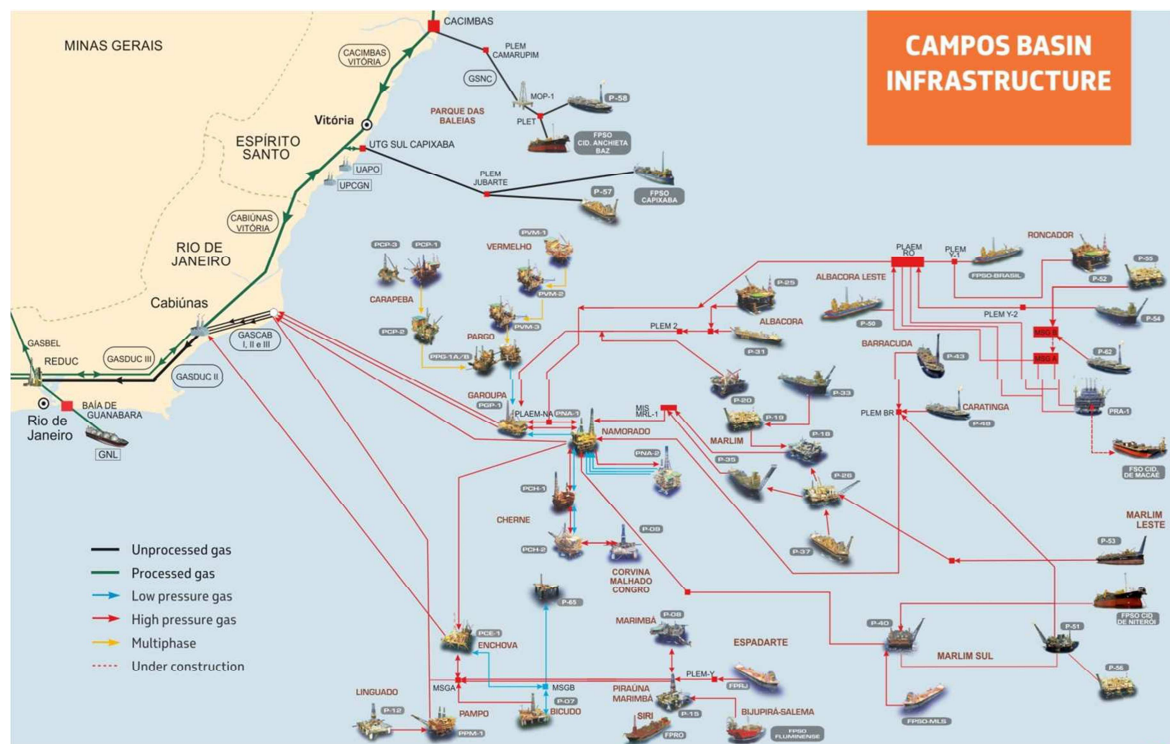 CAMPOS BASIN
INFRASTRUCTURE
MINAS GERAIS
CACIMBAS
CACIMBAS
VITÓRIA
PLEM
CAMARUPIM
GSNC
MOP-1
P-58
PARQUE DAS
BALEIAS
PLET
FPSO
CID. ANCHIETA
BAZ
Vitória
ESPÍRITO
SANTO
UTG SUL CAPIXABA
UAPO
UPCGN
PLEM
JUBARTE
FPSO
CAPIXABA
P-57
CABIÚNAS
VITÓRIA
RIO DE
JANEIRO
PCP-3
PCP-1
PVM-1
VERMELHO
PVM-2
CARAPEBA
PCP-2
PVM-3
PARGO
PPG-1A/B
PLAEM
RO
PLEM
Y-1
RONCADOR
FPSO-BRASIL
P-55
P-52
ALBACORA LESTE
P-25
P-50
PLEM Y-2
P-54
Cabiúnas
GASCAB
I, II e III
PLEM 2
ALBACORA
P-31
MSG.B
BARRACUDA
P-43
P-62
MSG.A
GASBEL
REDUC
GASDUC III
GASDUC II
GAROUPA
PGP-1
PLAEM-NA
PNA-1
NAMORADO
P-20
P-33
MIS
MRL-1
P-19
MARLIM
P-18
PLEM BR
CARATINGA
P-48
PRA-1
Rio de
Janeiro
BAÍA DE
GUANABARA
GNL
PNA-2
P-35
P-26
FSO CID.
DE MACAÉ
PCH-1
CHERNE
PCH-2
P-09
P-37
MARLIM
LESTE
P-53
CORVINA
MALHADO
CONGRO
Unprocessed gas
Processed gas
Low pressure gas
High pressure gas
Multiphase
Under construction
P-65
FPSO CID
DE NITERÓI
PCE-1
ENCHOVA
MARIMBÁ
P-08
ESPADARTE
P-40
P-51
MARLIM SUL
P-56
MSGA
MSGB
PLEM-Y
FPRJ
LINGUADO
P-12
PAMPO
PPM-1
P-07
BICUDO
PIRAÚNA
MARIMBÁ
P-15
SIRI
FPRO
BIJUPIRÁ-SALEMA
FPSO
FLUMINENSE
FPSO-MLS